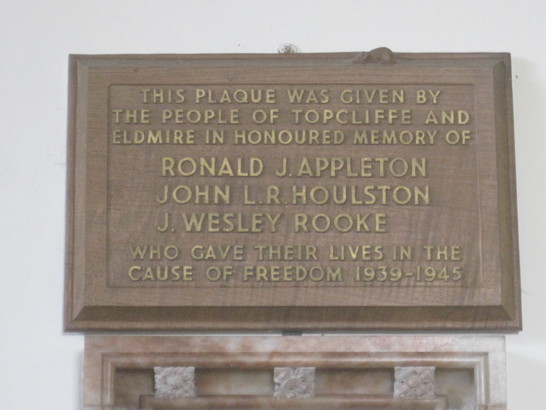 THIS PLAQUE WAS GIVEN BY
THE PEOPLE OF TOPCLIFFE AND
ELDMIRE IN HONOURED MEMORY OF
RONALD J. APPLETON
JOHN L.R. HOULSTON
J. WESLEY ROOKE
WHO GAVE THEIR LIVES IN THE
CAUSE OF FREEDOM 1939-1945